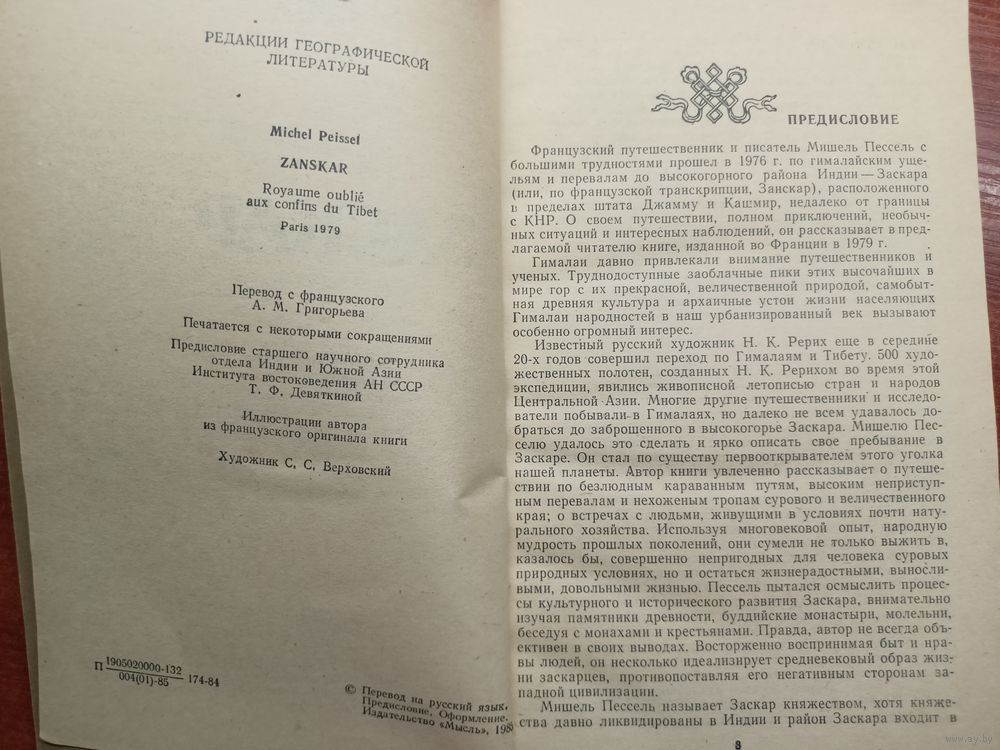 РЕДАКЦИИ ГЕОГРАФИЧЕСКОЙ
ЛИТЕРАТУРЫ
Michel Peissel
ZANSKAR
Royaume oublié
aux confins du Tibet
Paris 1979
Перевод с французского
А. М. Григорьева
Печатается с некоторыми сокращениями
Предисловие старшего научного сотрудника
отдела Индии и Южной Азии
Института востоковедения АН СССР
Т. Ф. Девяткиной
Иллюстрации автора
из французского оригинала книги
Художник С. С. Верховский
П 1905020000-132 174-84
004(01)-85
© Перевод на русский язык.
Предисловие. Оформление.
Издательство «Мысль»,
ПРЕДИСЛОВИЕ
Французский путешественник и писатель Мишель Пессель с
большими трудностями прошел в 1976 г. по гималайским уще-
льям и перевалам до высокогорного района Индии — Заскара
(или, по французской транскрипции, Занскар), расположенного
в пределах штата Джамму и Кашмир, недалеко от границы
с КНР. О своем путешествии, полном приключений, необыч-
ных ситуаций и интересных наблюдений, он рассказывает в пред-
лагаемой читателю книге, изданной во Франции в 1979 г.
Гималаи давно привлекали внимание путешественников и
ученых. Труднодоступные заоблачные пики этих высочайших в
мире гор с их прекрасной, величественной природой, самобыт-
ная древняя культура и архаичные устои жизни населяющих
Гималаи народностей в наш урбанизированный век вызывают
особенно огромный интерес.
Известный русский художник Н. К. Рерих еще в середине
20-х годов совершил переход по Гималаям и Тибету. 500 худо-
жественных полотен, созданных Н. К. Рерихом во время этой
экспедиции, явились живописной летописью стран и народов
Центральной Азии. Многие другие путешественники и исследо-
ватели побывали в Гималаях, но далеко не всем удавалось до-
браться до заброшенного в высокогорье Заскара. Мишелю Пес-
селю удалось это сделать и ярко описать свое пребывание в
Заскаре. Он стал по существу первооткрывателем этого уголка
нашей планеты. Автор книги увлеченно рассказывает о путеше-
ствии по безлюдным караванным путям, высоким неприступ-
ным перевалам и нехоженым тропам сурового и величественного
края; о встречах с людьми, живущими в условиях почти нату-
рального хозяйства. Используя многовековой опыт, народную
мудрость прошлых поколений, они сумели не только выжить в,
казалось бы, совершенно непригодных для человека суровых
природных условиях, но и остаться жизнерадостными, выносли-
выми, довольными жизнью. Пессель пытался осмыслить процес-
сы культурного и исторического развития Заскара, внимательно
изучая памятники древности, буддийские монастыри, молельни,
беседуя с монахами и крестьянами. Правда, автор не всегда объ-
ективен в своих выводах. Восторженно воспринимая быт и нра-
вы людей, он несколько идеализирует средневековый образ жиз-
ни заскарцев, противопоставляя его негативным сторонам за-
падной цивилизации.
Мишель Пессель называет Заскар княжеством, хотя княже-
ства давно ликвидированы в Индии и район Заскара входит в
3
www.ay.by